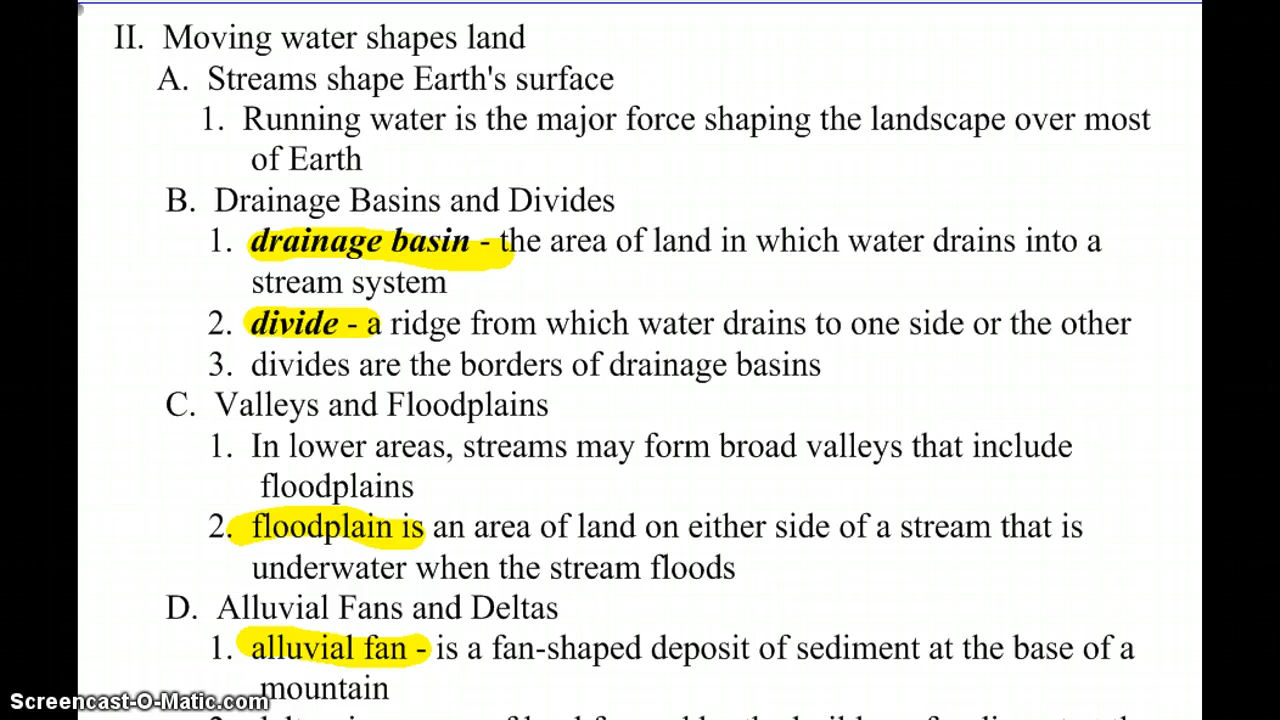 II. Moving water shapes land
A. Streams shape Earth's surface
1. Running water is the major force shaping the landscape over most
of Earth
B. Drainage Basins and Divides
1. drainage basin - the area of land in which water drains into a
stream system
2. divide - a ridge from which water drains to one side or the other
3. divides are the borders of drainage basins
C. Valleys and Floodplains
1. In lower areas, streams may form broad valleys that include
floodplains
2. floodplain is an area of land on either side of a stream that is
underwater when the stream floods
D. Alluvial Fans and Deltas
1. alluvial fan - is a fan-shaped deposit of sediment at the base of a
mountain
Screencast-O-Matic.com